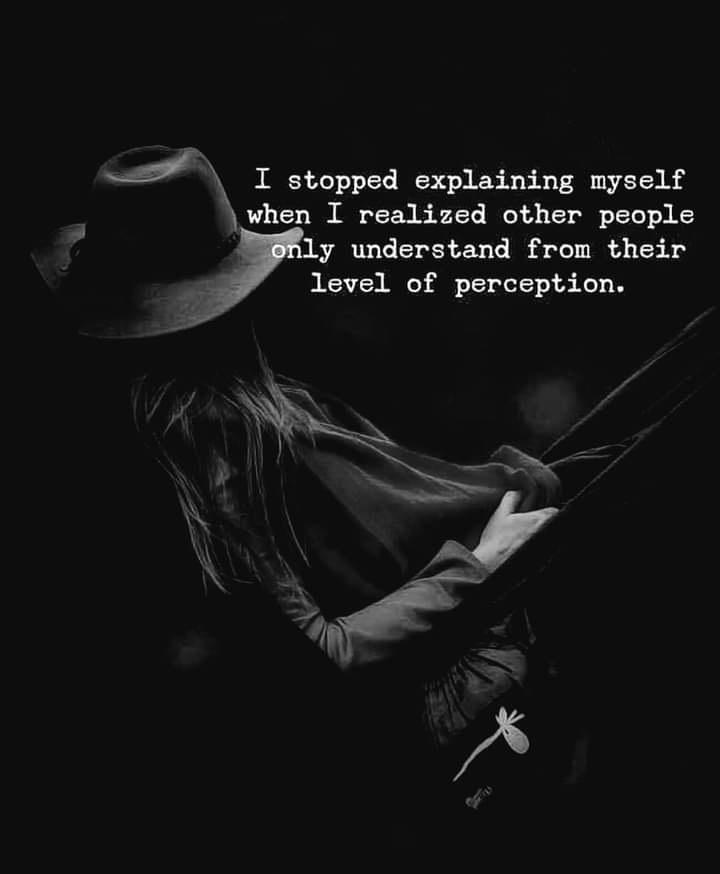 I stopped explaining myself
when I realized other people
only understand from their
level of perception.